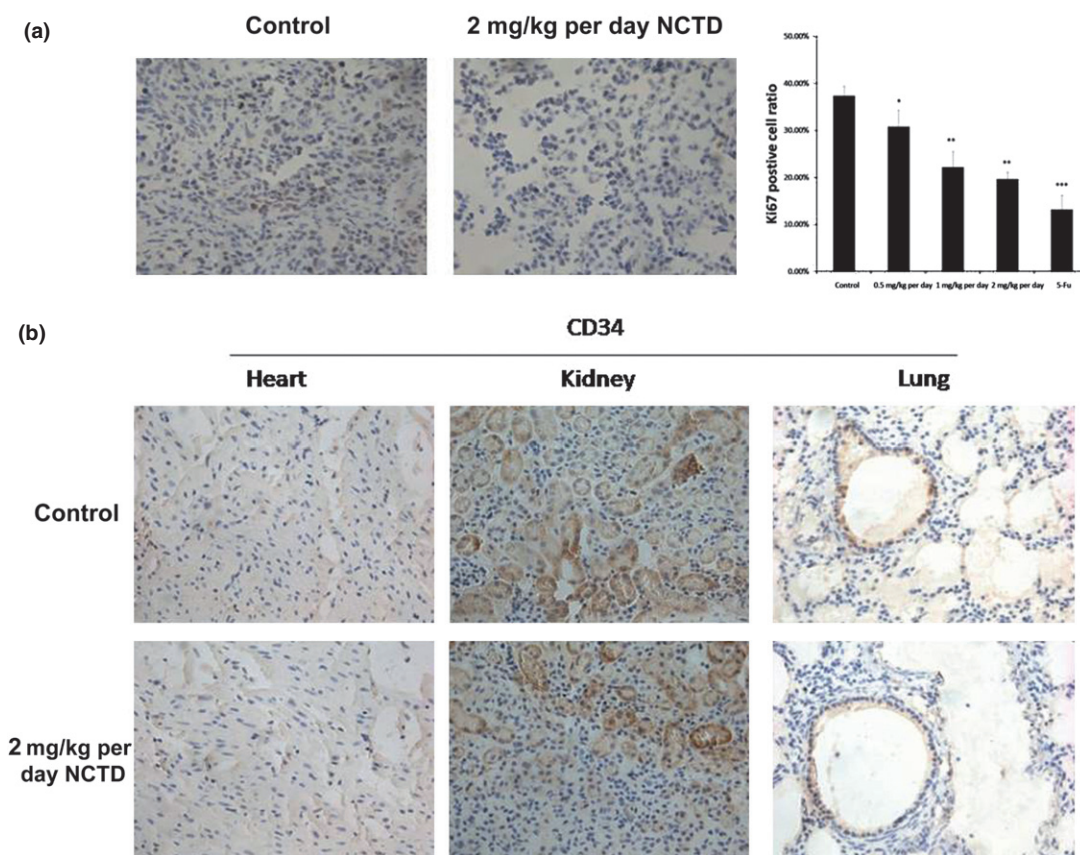 (a)
Control
2 mg/kg per day NCTD
Ki67 postive cell ratio
50.00%
40.00%
30.00%
20.00%
10.00%
0.00%
*
**
**
***
Control
0.5 mg/kg per day
1 mg/kg per day
2 mg/kg per day
5-Fu
(b)
CD34
Heart
Kidney
Lung
Control
2 mg/kg per
day NCTD